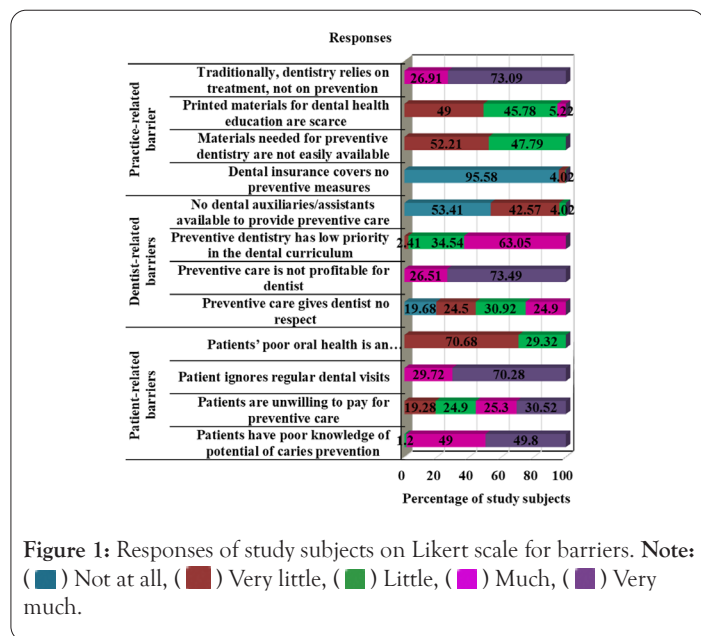 Responses
Practice-related
barrier
Traditionally, dentistry relies on
treatment, not on prevention
26.91 73.09
Printed materials for dental health
education are scarce
49 45.78 5.22
Materials needed for preventive
dentistry are not easily available
52.21 47.79
Dental insurance covers no
preventive measures
95.58 4.02
Dentist-related
barriers
No dental auxiliaries/assistants
available to provide preventive care
53.41 42.57 4.02
Preventive dentistry has low priority
in the dental curriculum
2.41 34.54 63.05
Preventive care is not profitable for
dentist
26.51 73.49
Preventive care gives dentist no
respect
19.68 24.5 30.92 24.9
Patient-related
barriers
Patients' poor oral health is an…
70.68 29.32
Patient ignores regular dental visits
29.72 70.28
Patients are unwilling to pay for
preventive care
19.28 24.9 25.3 30.52
Patients have poor knowledge of
potential of caries prevention
1.2 49 49.8
0 20 40 60 80 100
Percentage of study subjects
Figure 1: Responses of study subjects on Likert scale for barriers. Note:
( ) Not at all, ( ) Very little, ( ) Little, ( ) Much, ( ) Very
much.